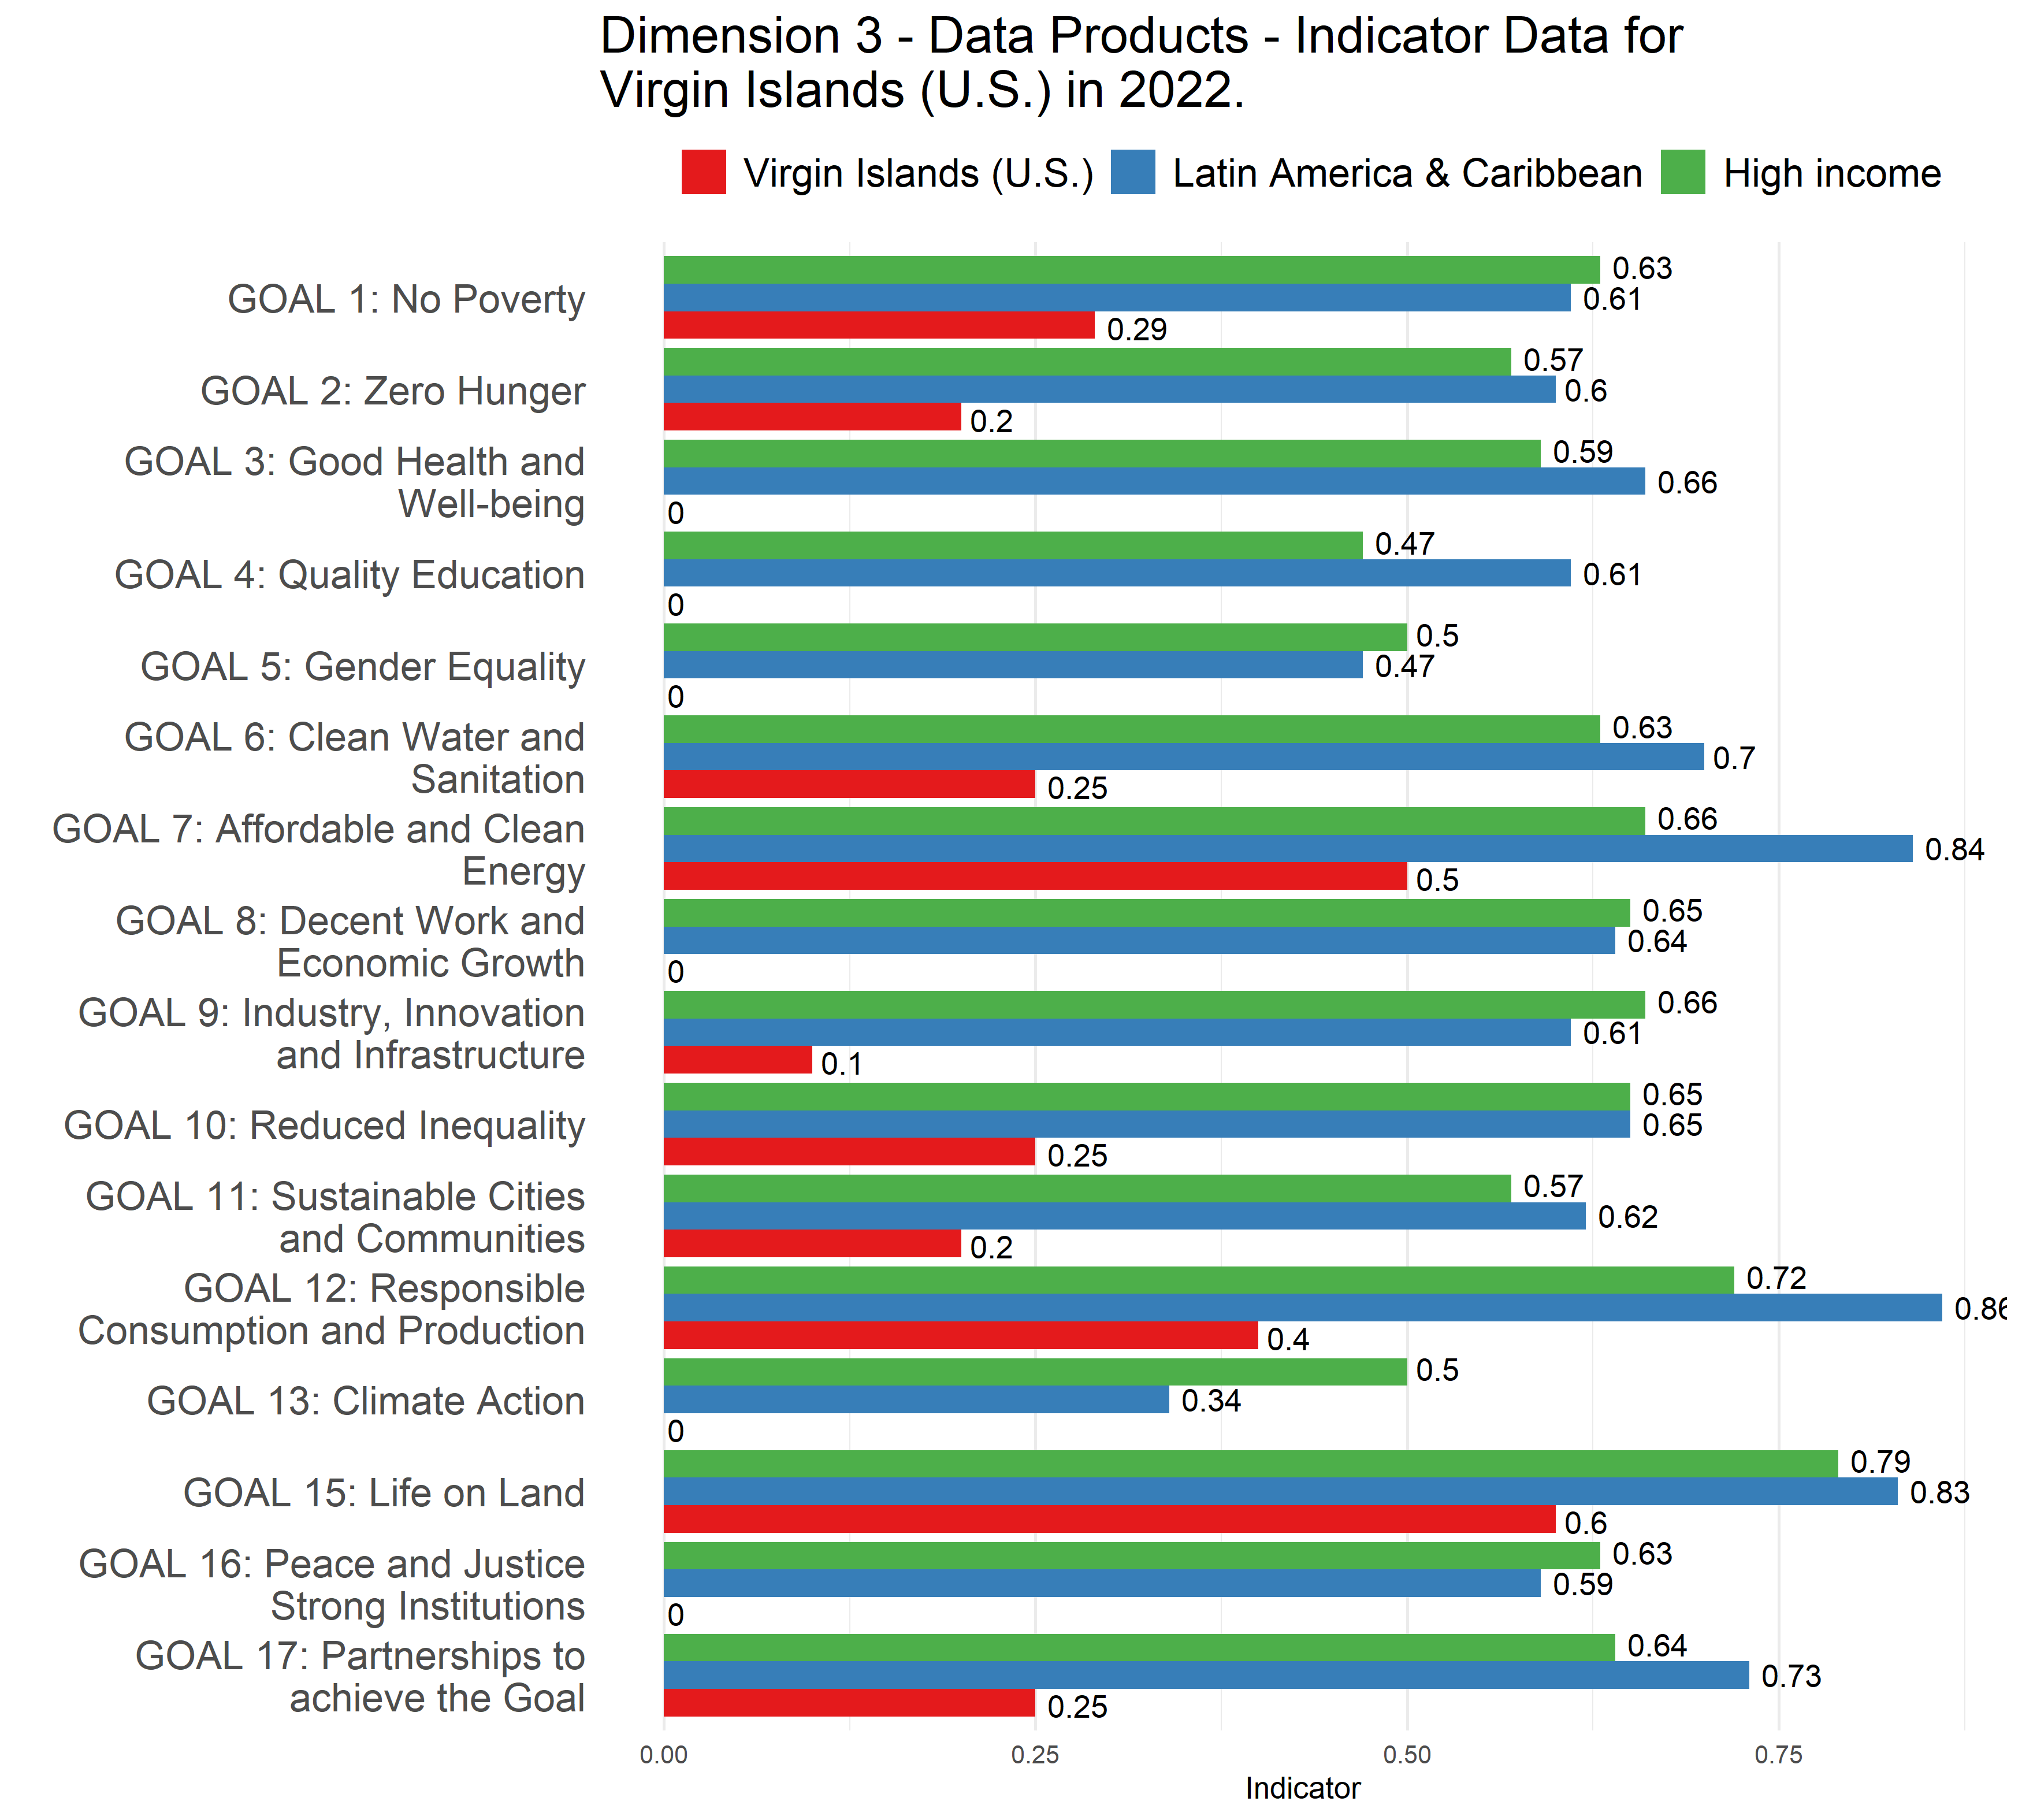 Dimension 3 - Data Products - Indicator Data for
Virgin Islands (U.S.) in 2022.
Virgin Islands (U.S.) Latin America & Caribbean High income
GOAL 1: No Poverty
0.63
0.61
0.29
GOAL 2: Zero Hunger
0.57
0.6
0.2
GOAL 3: Good Health and
Well-being
0.59
0.66
0
GOAL 4: Quality Education
0.47
0.61
0
GOAL 5: Gender Equality
0.5
0.47
0
GOAL 6: Clean Water and
Sanitation
0.63
0.7
0.25
GOAL 7: Affordable and Clean
Energy
0.66
0.84
0.5
GOAL 8: Decent Work and
Economic Growth
0.65
0.64
0
GOAL 9: Industry, Innovation
and Infrastructure
0.66
0.61
0.1
GOAL 10: Reduced Inequality
0.65
0.65
0.25
GOAL 11: Sustainable Cities
and Communities
0.57
0.62
0.2
GOAL 12: Responsible
Consumption and Production
0.72
0.86
0.4
GOAL 13: Climate Action
0.5
0.34
0
GOAL 15: Life on Land
0.79
0.83
0.6
GOAL 16: Peace and Justice
Strong Institutions
0.63
0.59
0
GOAL 17: Partnerships to
achieve the Goal
0.64
0.73
0.25
0.00 0.25 0.50 0.75
Indicator